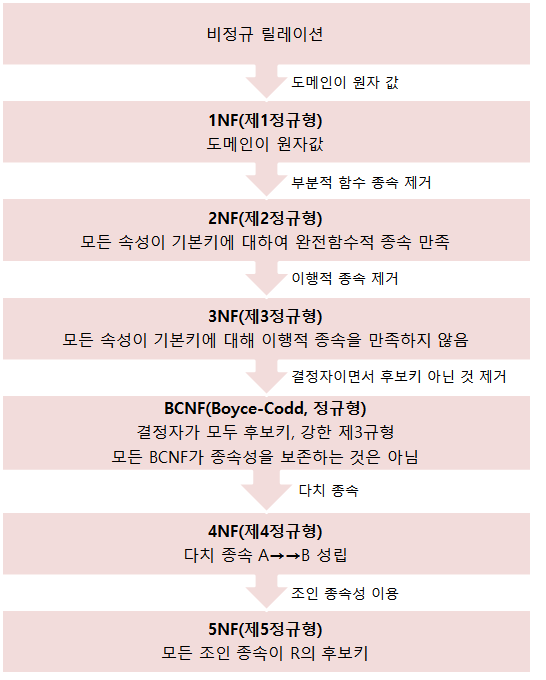 비정규 릴레이션
도메인이 원자 값
1NF(제1정규형)
도메인이 원자값
부분적 함수 종속 제거
2NF(제2정규형)
모든 속성이 기본키에 대하여 완전함수적 종속 만족
이행적 종속 제거
3NF(제3정규형)
모든 속성이 기본키에 대해 이행적 종속을 만족하지 않음
결정자이면서 후보키 아닌 것 제거
BCNF(Boyce-Codd, 정규형)
결정자가 모두 후보키, 강한 제3규형
모든 BCNF가 종속성을 보존하는 것은 아님
다치 종속
4NF(제4정규형)
다치 종속 A→→B 성립
조인 종속성 이용
5NF(제5정규형)
모든 조인 종속이 R의 후보키